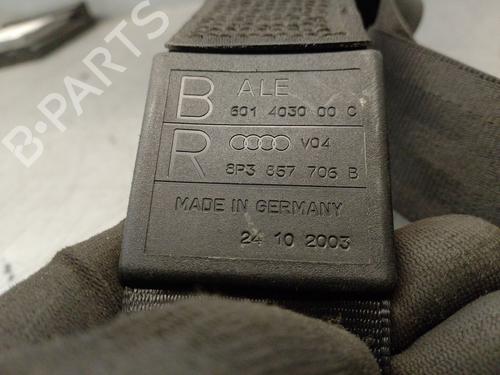 B ALE
601 4030 00 C
R V04
8P3 857 706 B
MADE IN GERMANY
24 10 2003
B-PARTS